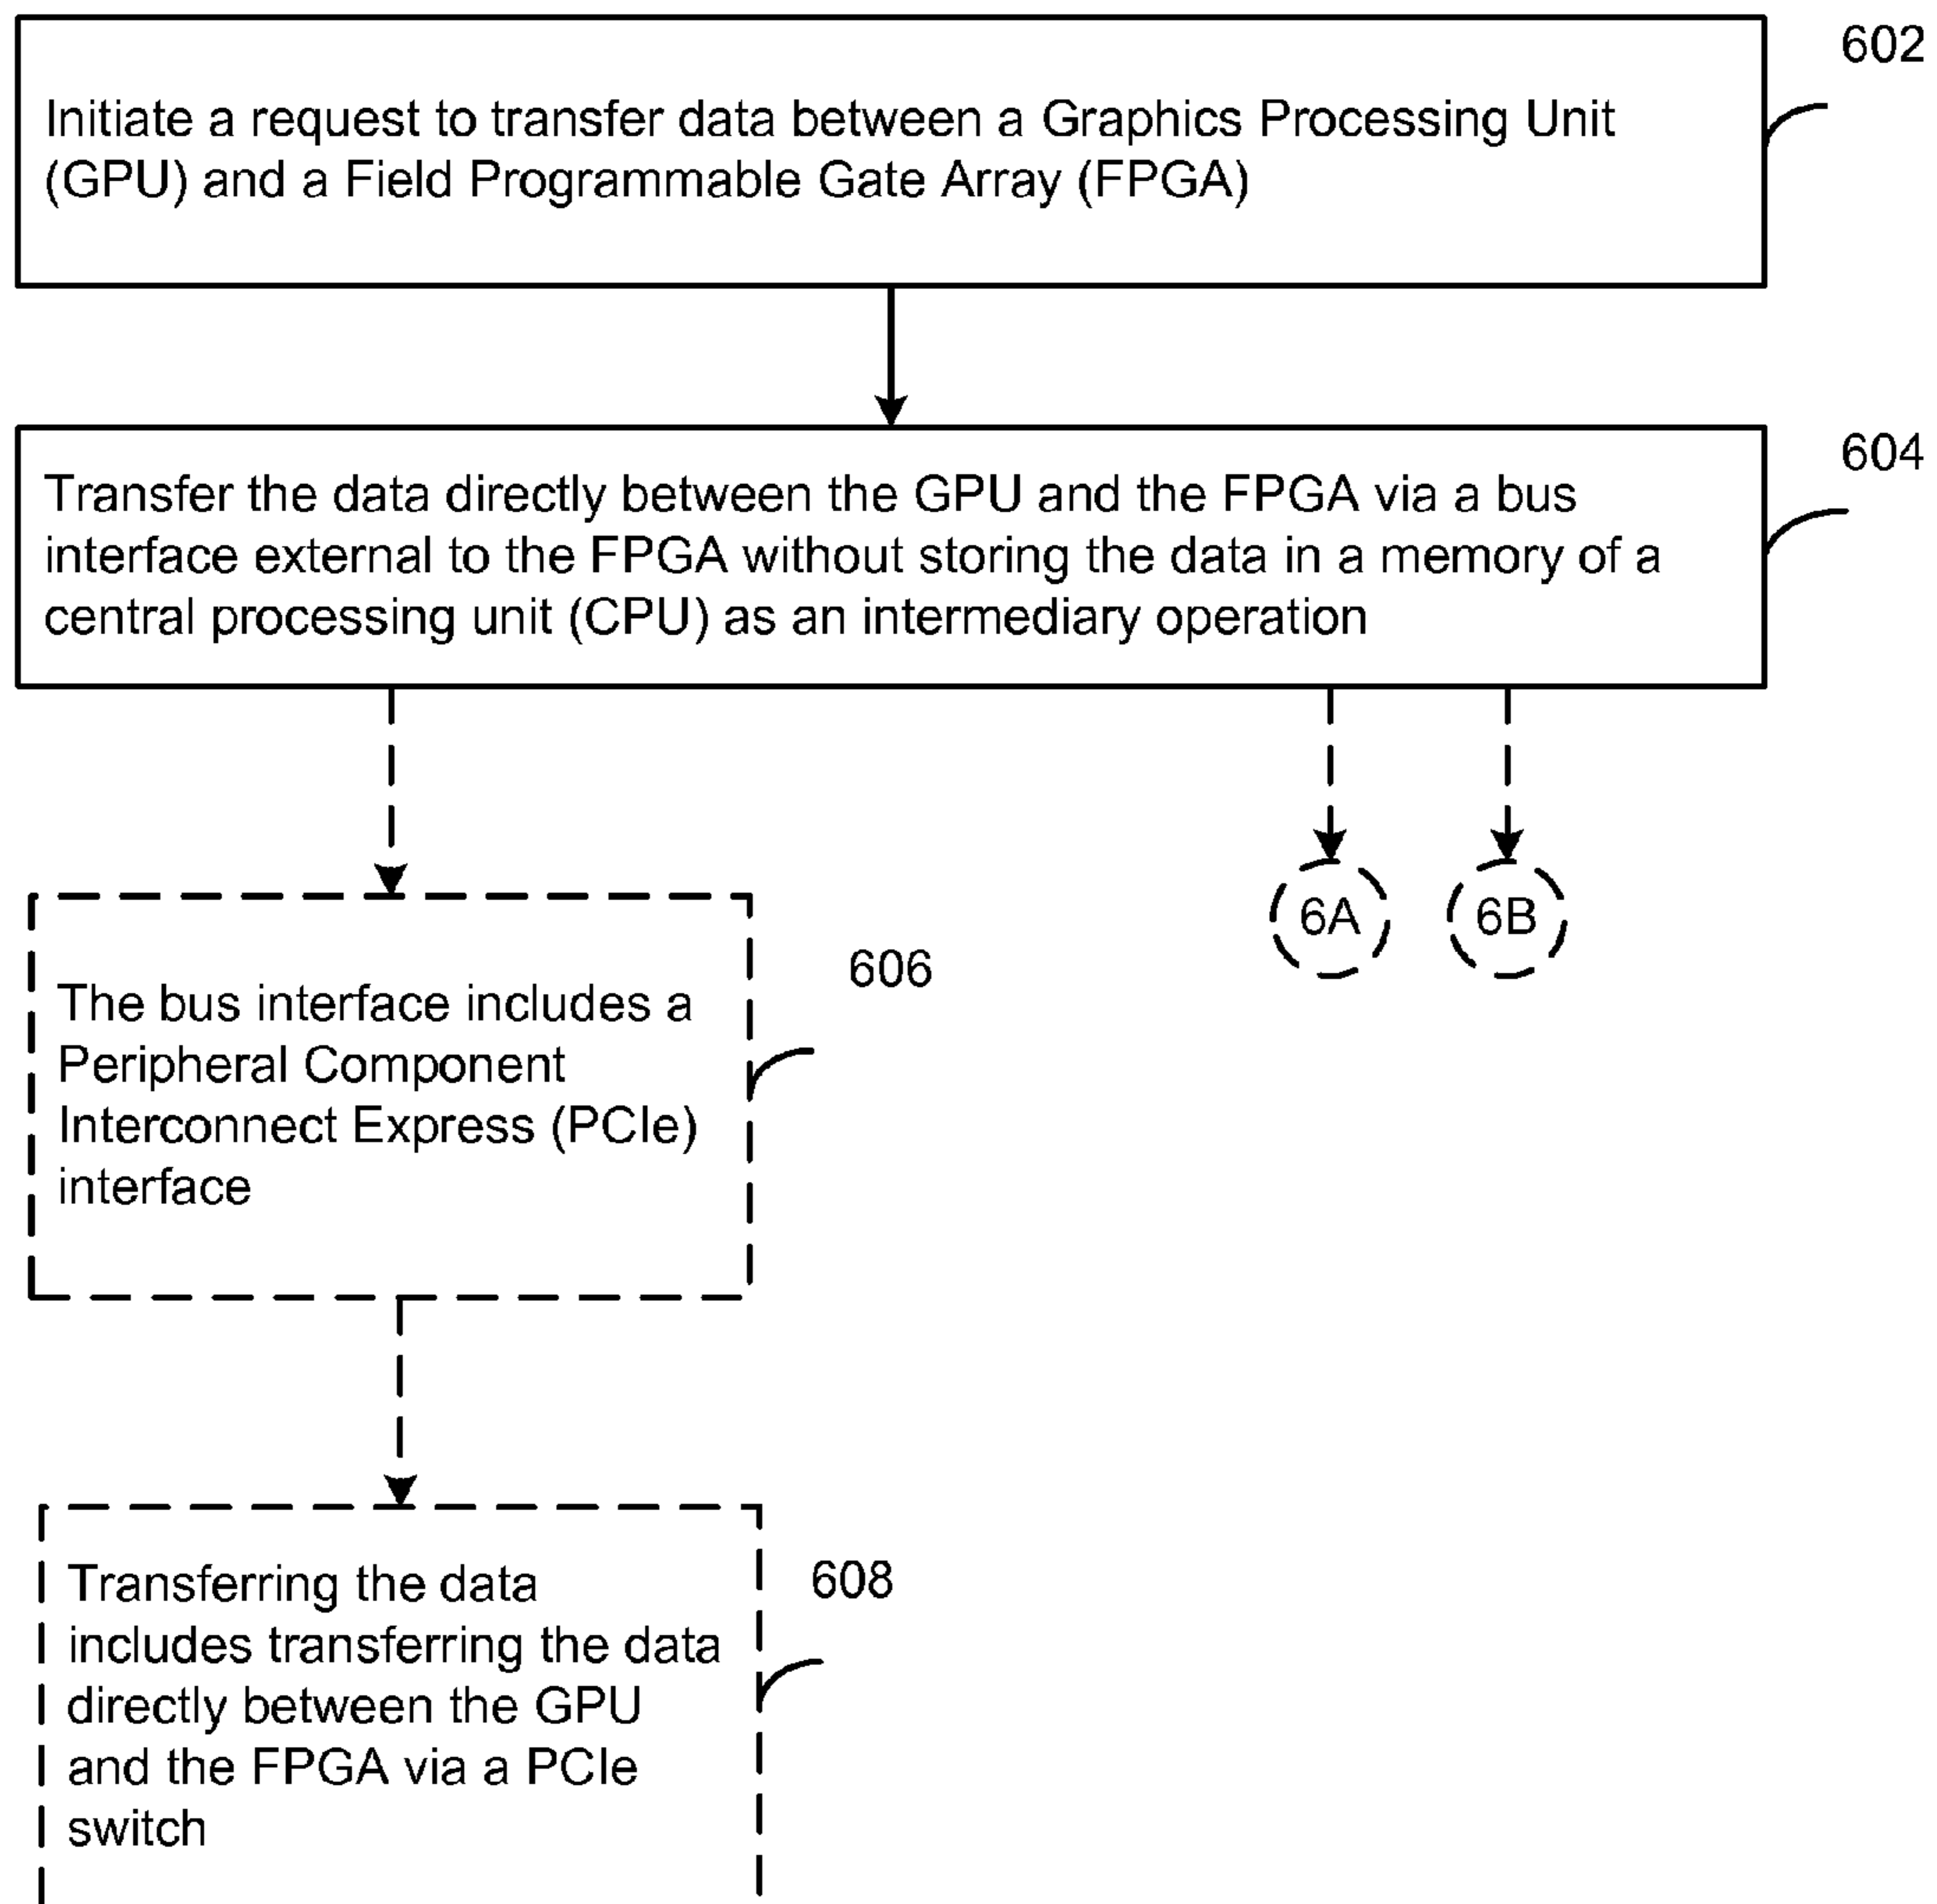 602
Initiate a request to transfer data between a Graphics Processing Unit
(GPU) and a Field Programmable Gate Array (FPGA)
604
Transfer the data directly between the GPU and the FPGA via a bus
interface external to the FPGA without storing the data in a memory of a
central processing unit (CPU) as an intermediary operation
6A
6B
606
The bus interface includes a
Peripheral Component
Interconnect Express (PCIe)
interface
608
Transferring the data
includes transferring the data
directly between the GPU
and the FPGA via a PCIe
switch